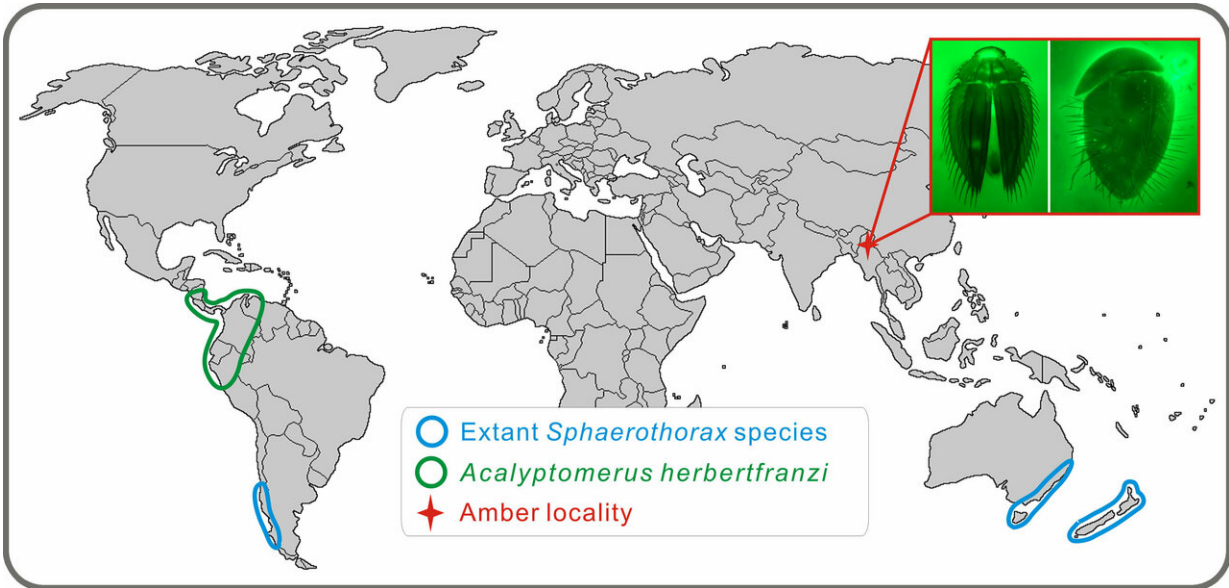 Extant Sphaerothorax species
Acalyptomerus herbertfranzi
Amber locality